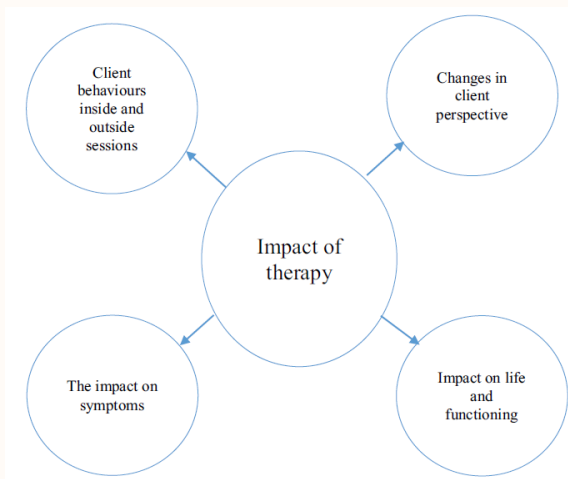 Client
behaviours
inside and
outside
sessions
Changes in
client
perspective
Impact of
therapy
The impact on
symptoms
Impact on life
and
functioning